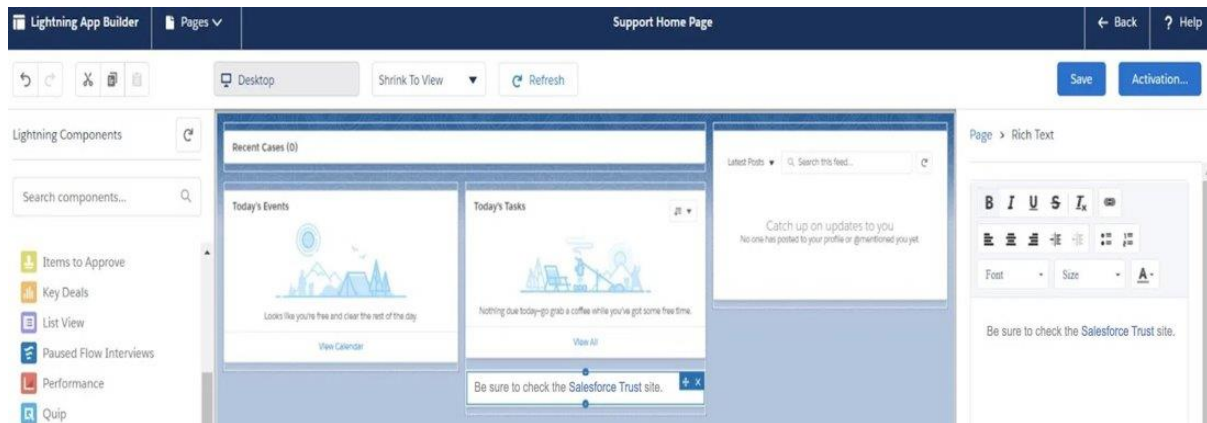 Lightning App Builder
Pages
Support Home Page
Back
? Help
Desktop
Shrink To View
Refresh
Save
Activation...
Lightning Components
Search components...
Items to Approve
Key Deals
List View
Paused Flow Interviews
Performance
Quip
Recent Cases (0)
Today's Events
Looks like you're free and clear the rest of the day.
View Calendar
Today's Tasks
Nothing due today—go grab a coffee while you've got some free time.
View All
Be sure to check the Salesforce Trust site.
Latest Posts
Search this feed...
Catch up on updates to you
No one has posted to your profile or @mentioned you yet.
Page > Rich Text
B I U S Ix
Font Size A
Be sure to check the Salesforce Trust site.